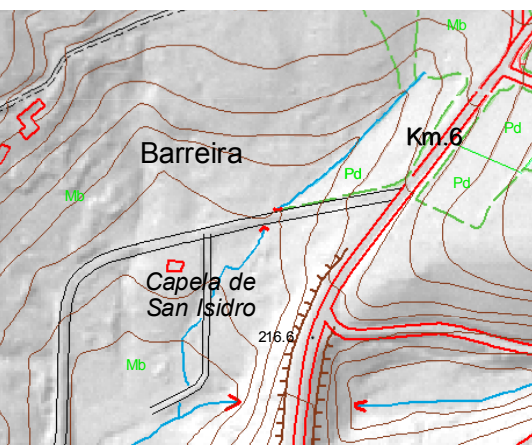 Mb
Km.6
Pd
Barreira
Pd
Pd
Mb
Capela de
San Isidro
216.6
Mb